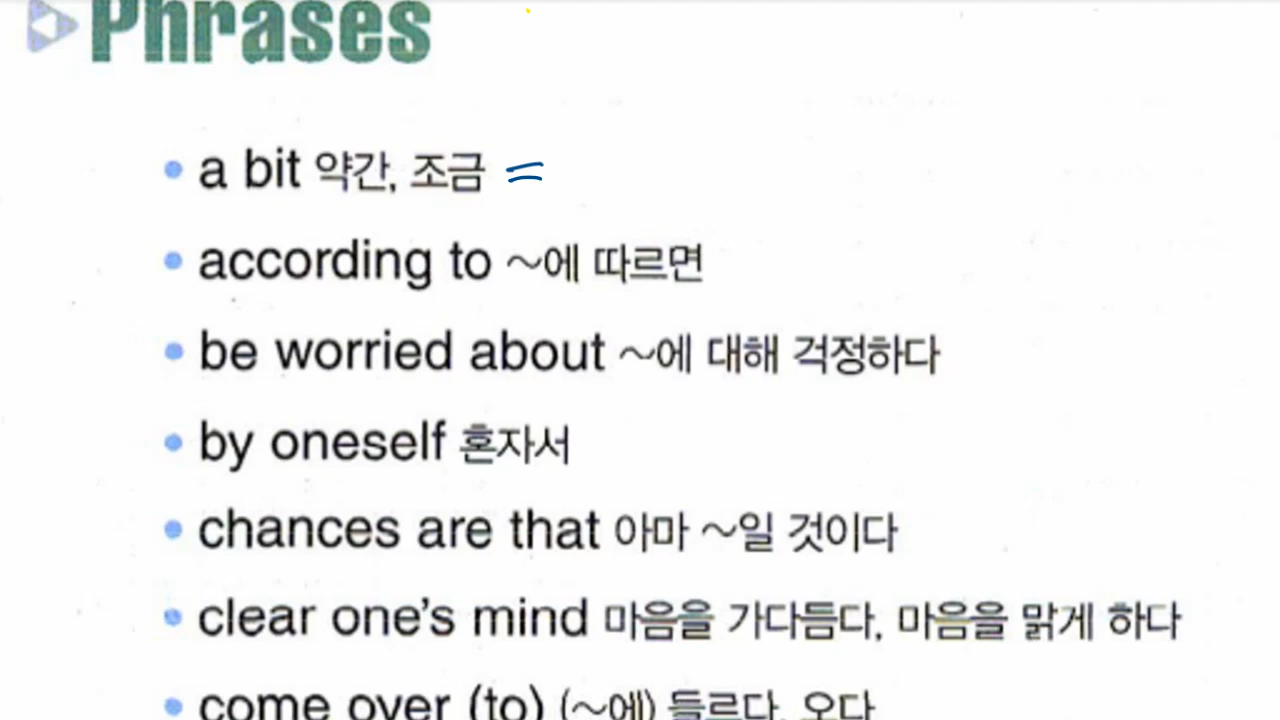 Phrases
a bit 약간, 조금 =
according to ~에 따르면
be worried about ~에 대해 걱정하다
by oneself 혼자서
chances are that 아마 ~일 것이다
clear one's mind 마음을 가다듬다, 마음을 맑게 하다
come over (to) (~에) 들르다, 오다